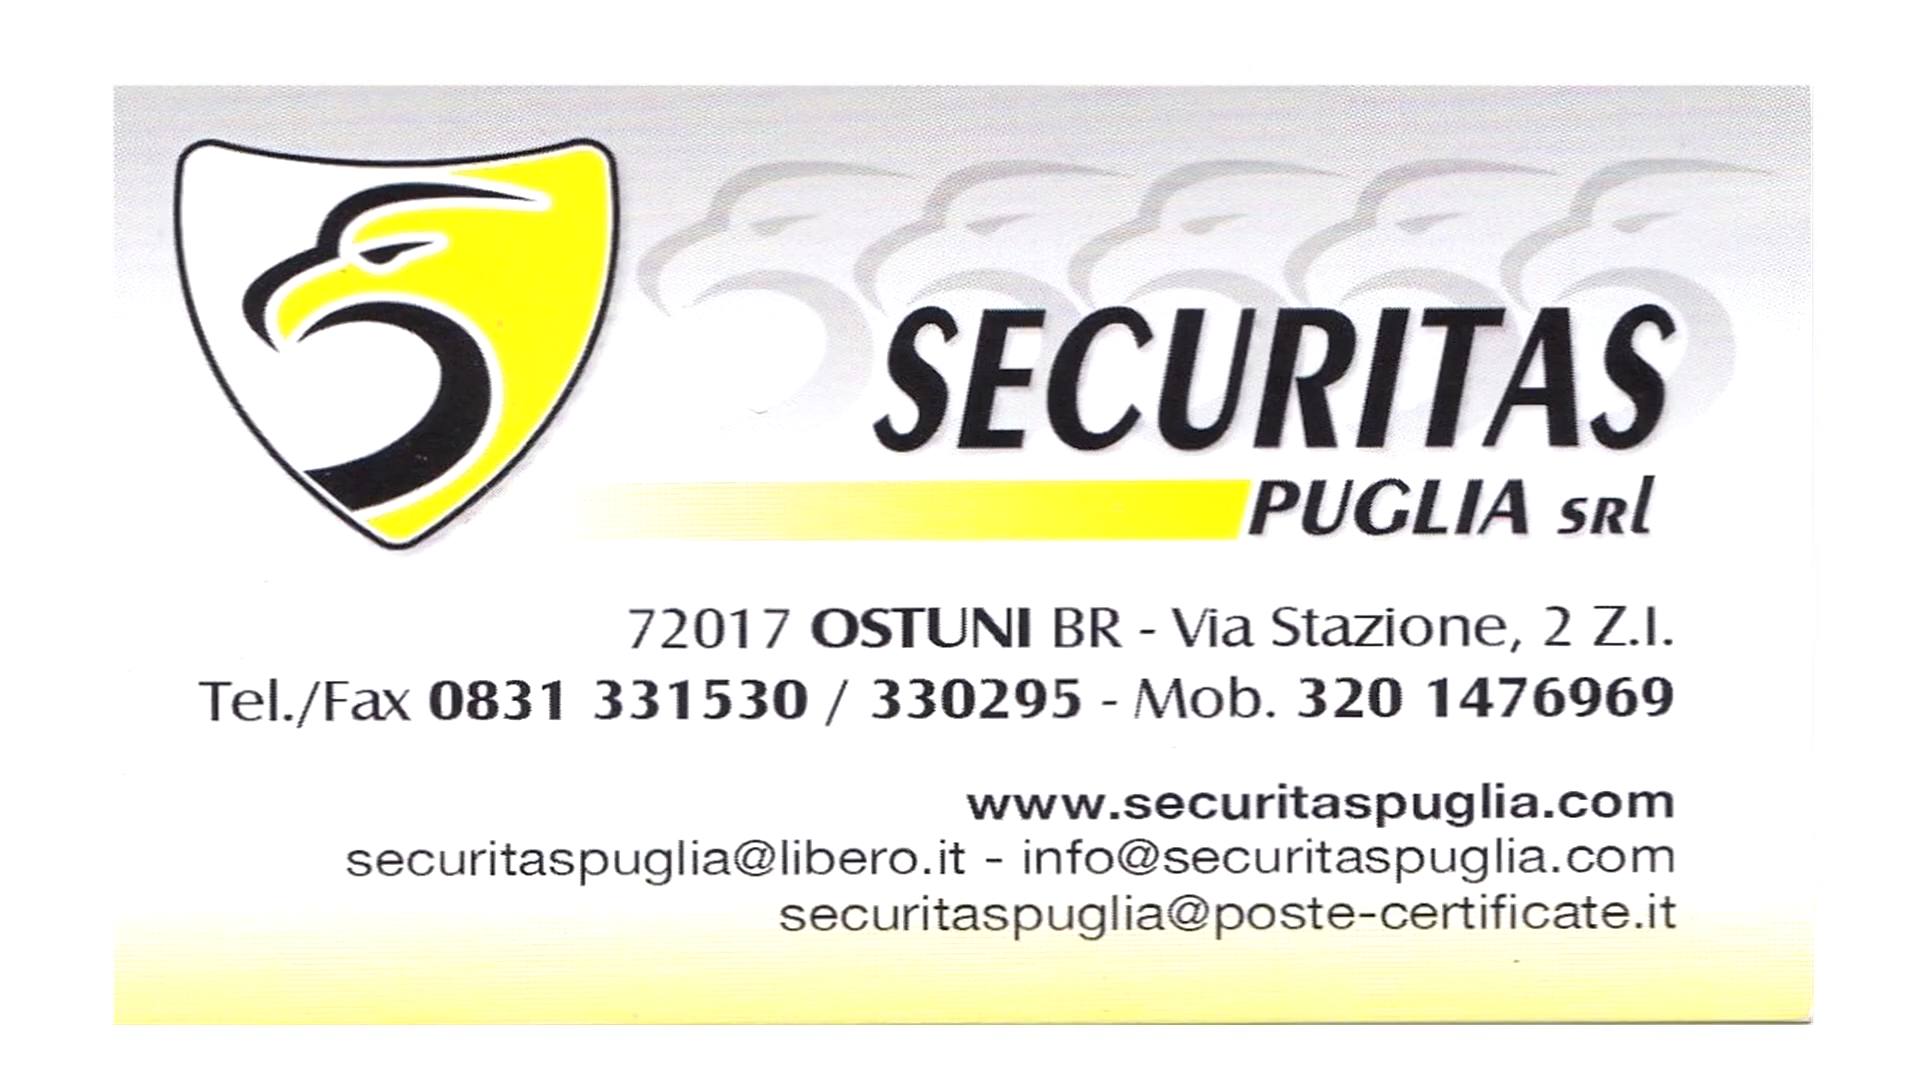 SECURITAS
PUGLIA SRL
72017 OSTUNI BR - Via Stazione, 2 Z.I.
Tel./Fax 0831 331530 / 330295 - Mob. 320 1476969
www.securitaspuglia.com
securitaspuglia@libero.it - info@securitaspuglia.com
securitaspuglia@poste-certificate.it